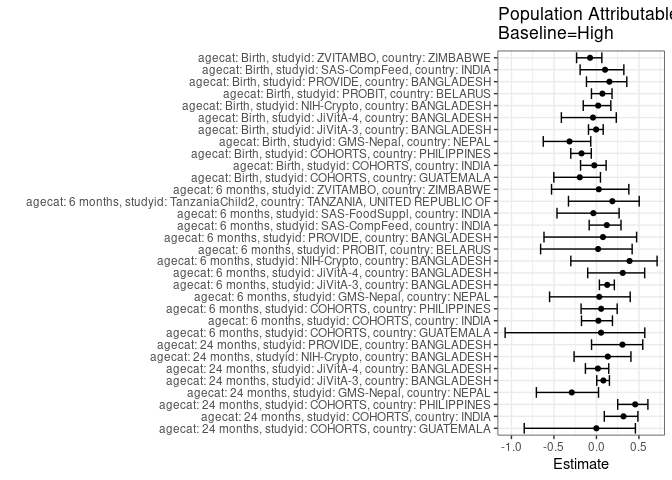 Population Attributable
Baseline=High
agecat: Birth, studyid: ZVITAMBO, country: ZIMBABWE
agecat: Birth, studyid: SAS-CompFeed, country: INDIA
agecat: Birth, studyid: PROVIDE, country: BANGLADESH
agecat: Birth, studyid: PROBIT, country: BELARUS
agecat: Birth, studyid: NIH-Crypto, country: BANGLADESH
agecat: Birth, studyid: JiVitA-4, country: BANGLADESH
agecat: Birth, studyid: JiVitA-3, country: BANGLADESH
agecat: Birth, studyid: GMS-Nepal, country: NEPAL
agecat: Birth, studyid: COHORTS, country: PHILIPPINES
agecat: Birth, studyid: COHORTS, country: INDIA
agecat: Birth, studyid: COHORTS, country: GUATEMALA
agecat: 6 months, studyid: ZVITAMBO, country: ZIMBABWE
agecat: 6 months, studyid: TanzaniaChild2, country: TANZANIA, UNITED REPUBLIC OF
agecat: 6 months, studyid: SAS-FoodSuppl, country: INDIA
agecat: 6 months, studyid: SAS-CompFeed, country: INDIA
agecat: 6 months, studyid: PROVIDE, country: BANGLADESH
agecat: 6 months, studyid: PROBIT, country: BELARUS
agecat: 6 months, studyid: NIH-Crypto, country: BANGLADESH
agecat: 6 months, studyid: JiVitA-4, country: BANGLADESH
agecat: 6 months, studyid: JiVitA-3, country: BANGLADESH
agecat: 6 months, studyid: GMS-Nepal, country: NEPAL
agecat: 6 months, studyid: COHORTS, country: PHILIPPINES
agecat: 6 months, studyid: COHORTS, country: INDIA
agecat: 6 months, studyid: COHORTS, country: GUATEMALA
agecat: 24 months, studyid: PROVIDE, country: BANGLADESH
agecat: 24 months, studyid: NIH-Crypto, country: BANGLADESH
agecat: 24 months, studyid: JiVitA-4, country: BANGLADESH
agecat: 24 months, studyid: JiVitA-3, country: BANGLADESH
agecat: 24 months, studyid: GMS-Nepal, country: NEPAL
agecat: 24 months, studyid: COHORTS, country: PHILIPPINES
agecat: 24 months, studyid: COHORTS, country: INDIA
agecat: 24 months, studyid: COHORTS, country: GUATEMALA
-1.0 -0.5 0.0 0.5
Estimate